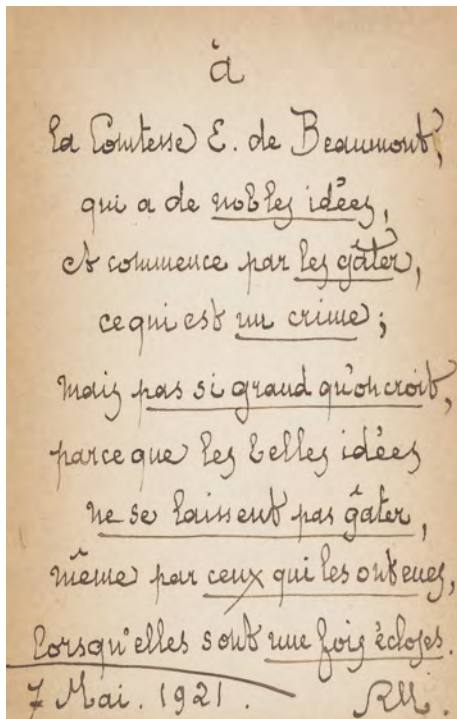 à
la Comtesse E. de Beaumont,
qui a de nobles idées,
et commence par les gâter,
ce qui est un crime ;
mais pas si grand qu'on croit,
parce que les belles idées
ne se laissent pas gâter,
même par ceux qui les ont eues,
lorsqu'elles sont une fois écloses.
7 Mai. 1921. RM.